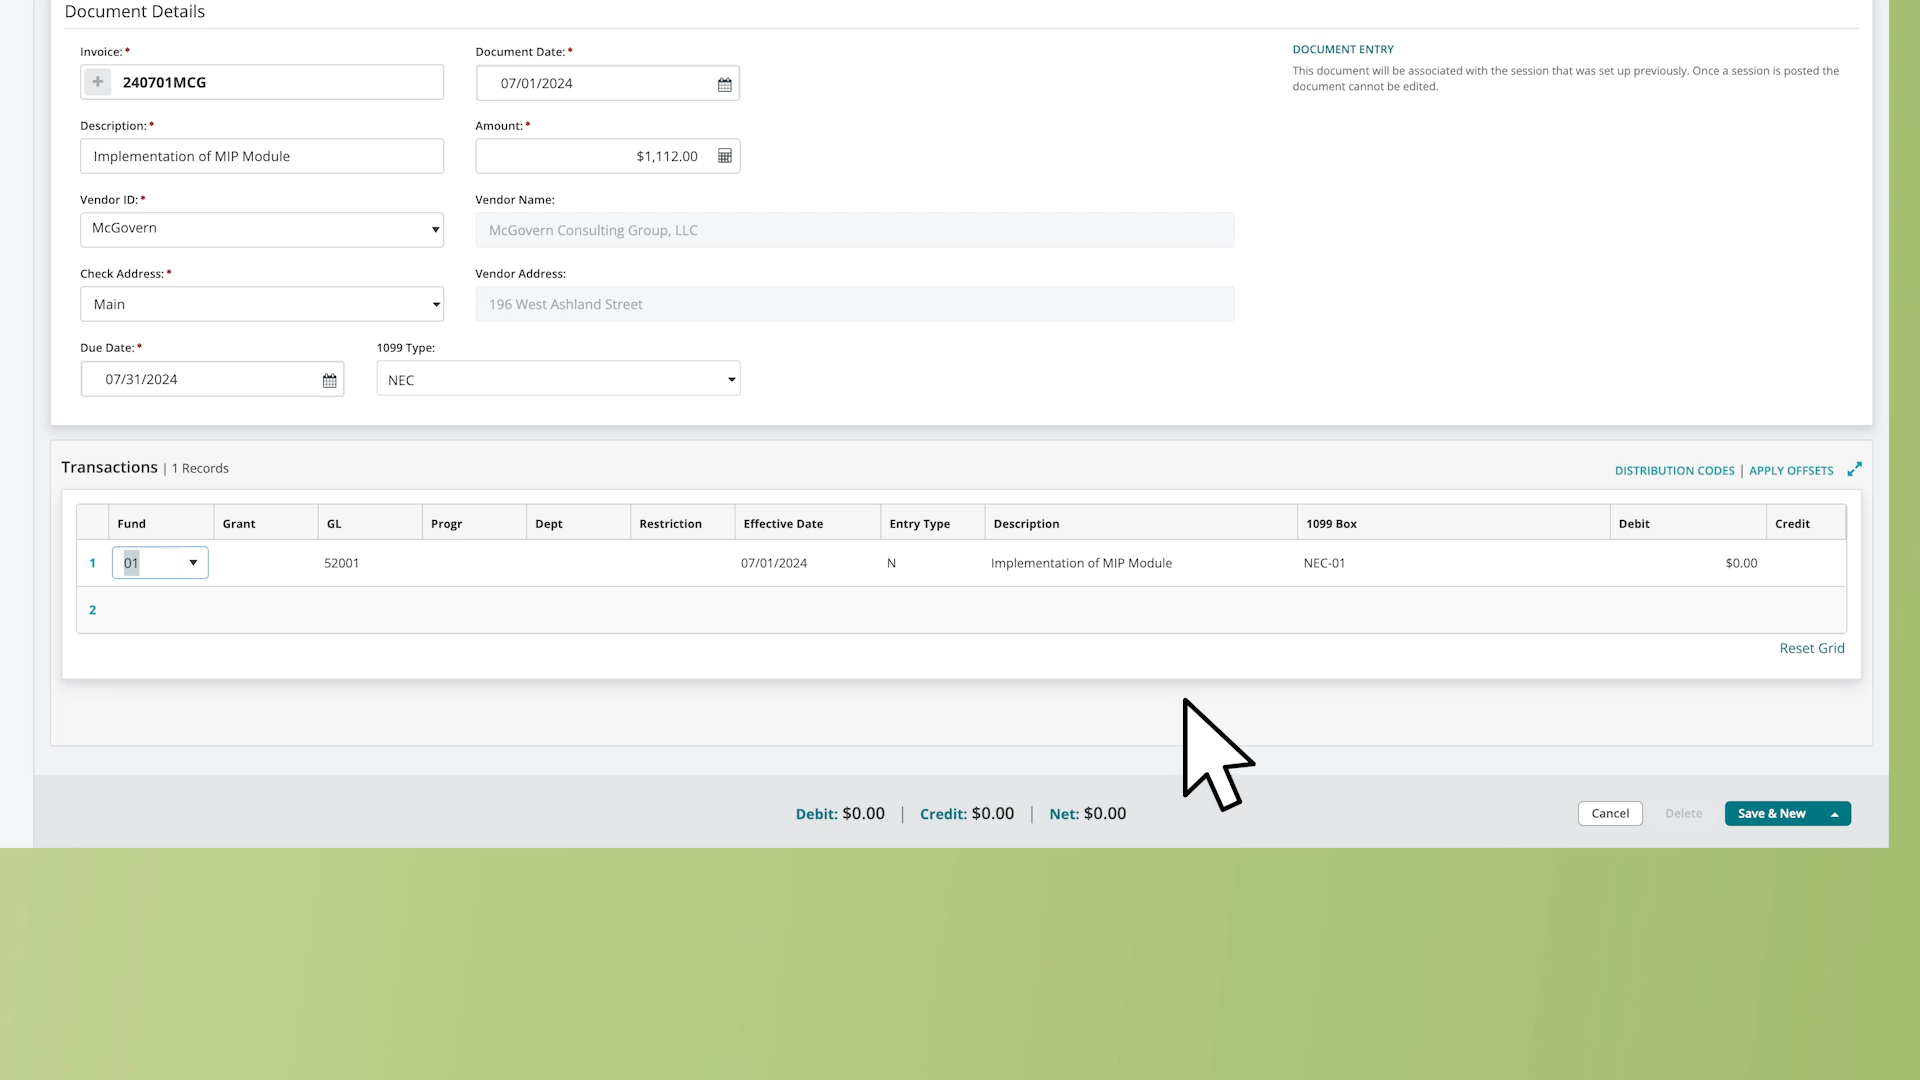 Document Details
Invoice:*
Document Date:*
DOCUMENT ENTRY
This document will be associated with the session that was set up previously. Once a session is posted the
document cannot be edited.
240701MCG
07/01/2024
Description:*
Amount:*
Implementation of MIP Module
$1,112.00
Vendor ID:*
Vendor Name:
McGovern
McGovern Consulting Group, LLC
Check Address:*
Vendor Address:
Main
196 West Ashland Street
Due Date:*
1099 Type:
07/31/2024
NEC
Transactions | 1 Records
DISTRIBUTION CODES | APPLY OFFSETS
Fund Grant GL Progr Dept Restriction Effective Date Entry Type Description 1099 Box Debit Credit
1 01 52001 07/01/2024 N Implementation of MIP Module NEC-01 $0.00
2
Reset Grid
Debit: $0.00 | Credit: $0.00 | Net: $0.00
Cancel Delete Save & New